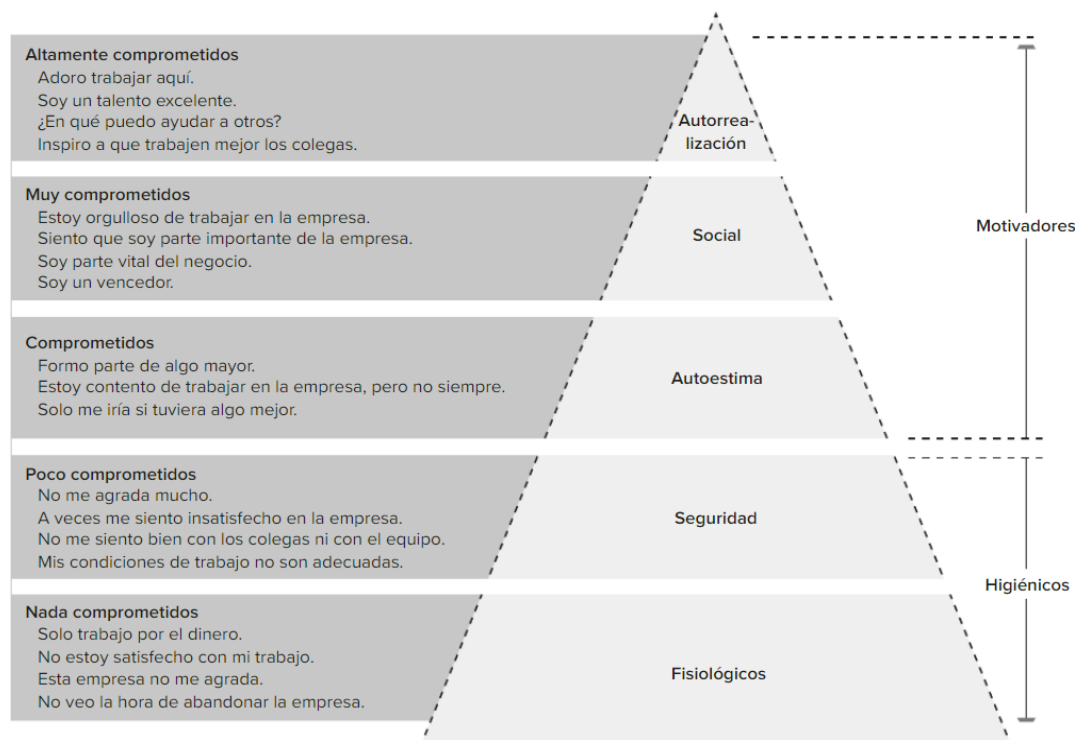 Altamente comprometidos
Adoro trabajar aquí.
Soy un talento excelente.
¿En qué puedo ayudar a otros?
Inspiro a que trabajen mejor los colegas.
Autorrea-
lización
Muy comprometidos
Estoy orgulloso de trabajar en la empresa.
Siento que soy parte importante de la empresa.
Soy parte vital del negocio.
Soy un vencedor.
Social
Motivadores
Comprometidos
Formo parte de algo mayor.
Estoy contento de trabajar en la empresa, pero no siempre.
Solo me iría si tuviera algo mejor.
Autoestima
Poco comprometidos
No me agrada mucho.
A veces me siento insatisfecho en la empresa.
No me siento bien con los colegas ni con el equipo.
Mis condiciones de trabajo no son adecuadas.
Seguridad
Higiénicos
Nada comprometidos
Solo trabajo por el dinero.
No estoy satisfecho con mi trabajo.
Esta empresa no me agrada.
No veo la hora de abandonar la empresa.
Fisiológicos